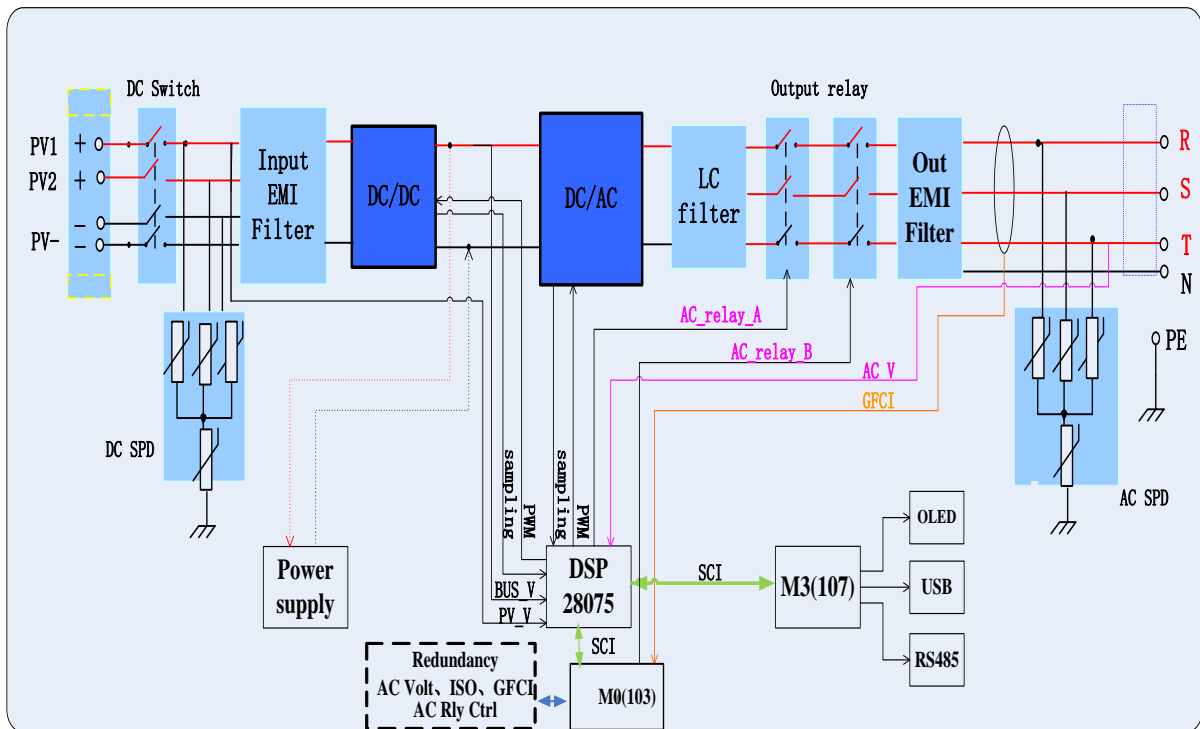 DC Switch
Output relay
PV1
+
PV2
+
−
PV-
−
Input
EMI
Filter
DC/DC
DC/AC
LC
filter
Out
EMI
Filter
R
S
T
N
PE
AC_relay_A
AC_relay_B
AC V
GFCI
DC SPD
AC SPD
sampling
PWM
sampling
PWM
Power
supply
BUS_V
PV_V
DSP
28075
SCI
SCI
M3(107)
OLED
USB
RS485
Redundancy
AC Volt、ISO、GFCI
AC Rly Ctrl
M0(103)